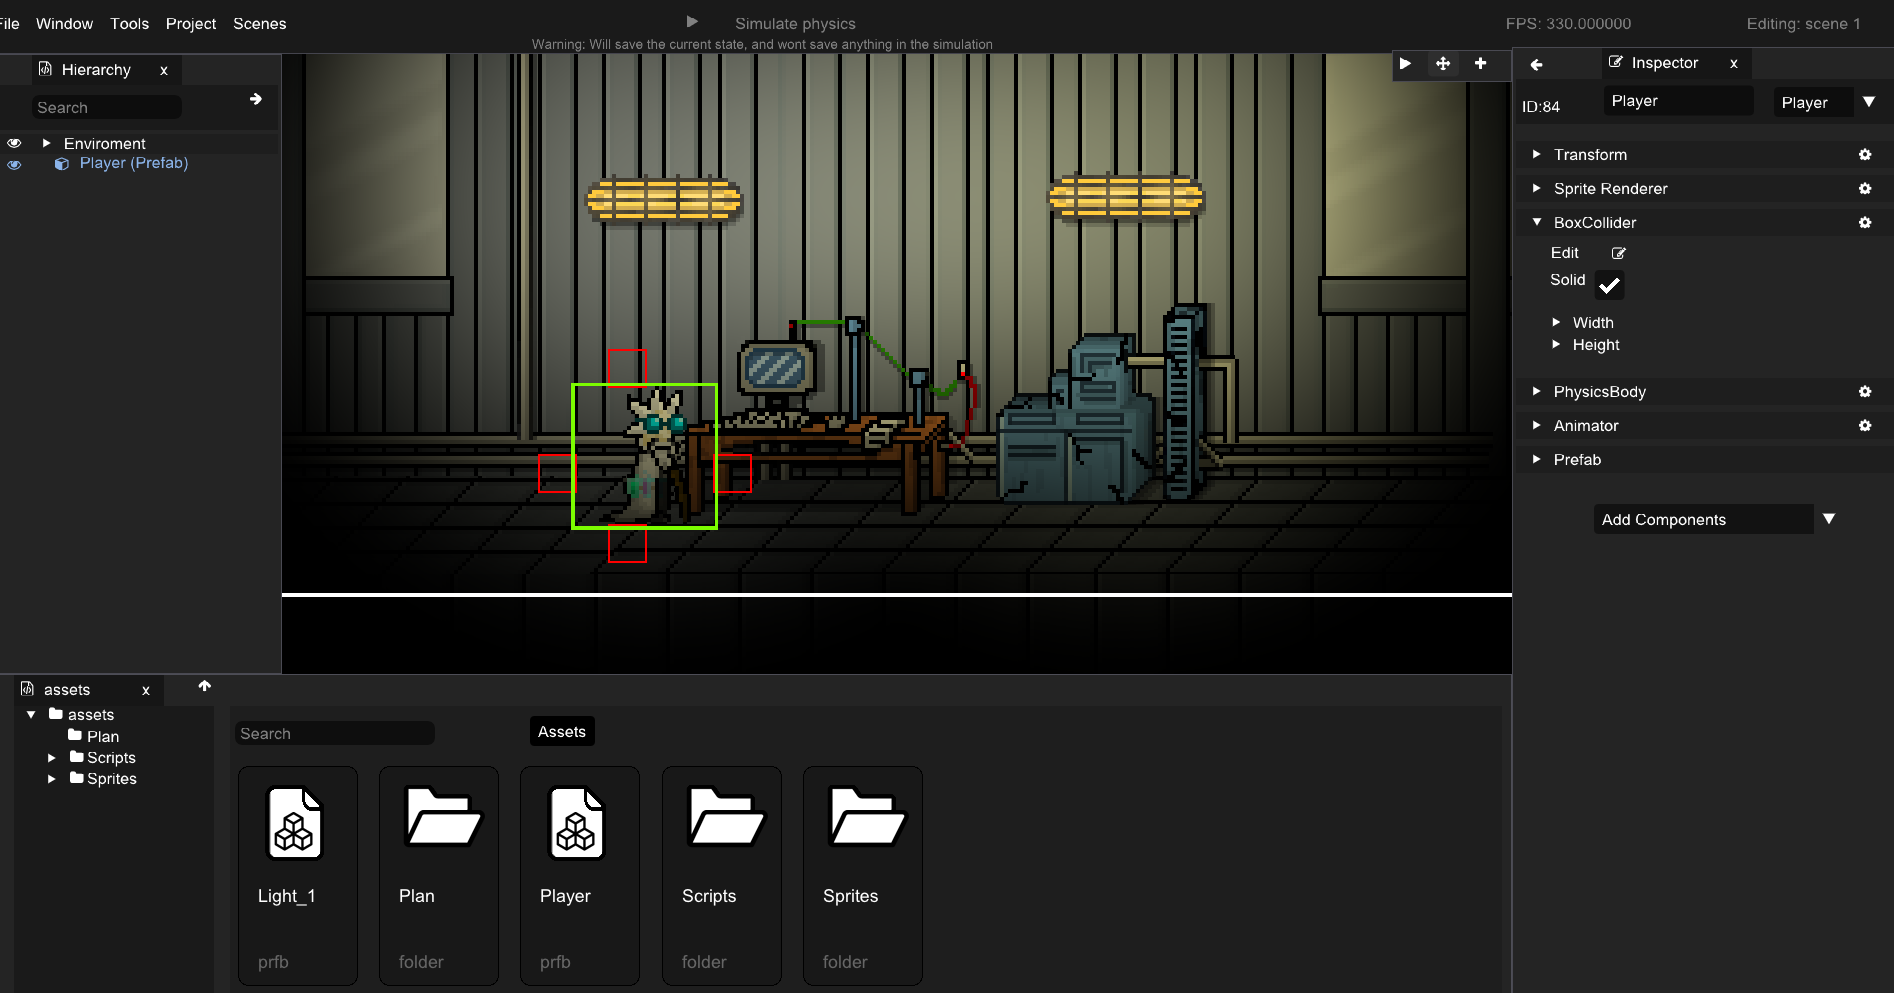 File Window Tools Project Scenes
Simulate physics
FPS: 330.000000
Editing: scene 1
Warning: Will save the current state, and wont save anything in the simulation
Hierarchy x
Search
Enviroment
Player (Prefab)
Inspector x
ID:84 Player Player
Transform
Sprite Renderer
BoxCollider
Edit
Solid
Width
Height
PhysicsBody
Animator
Prefab
Add Components
assets x
assets
Plan
Scripts
Sprites
Search
Assets
Light_1
prfb
Plan
folder
Player
prfb
Scripts
folder
Sprites
folder